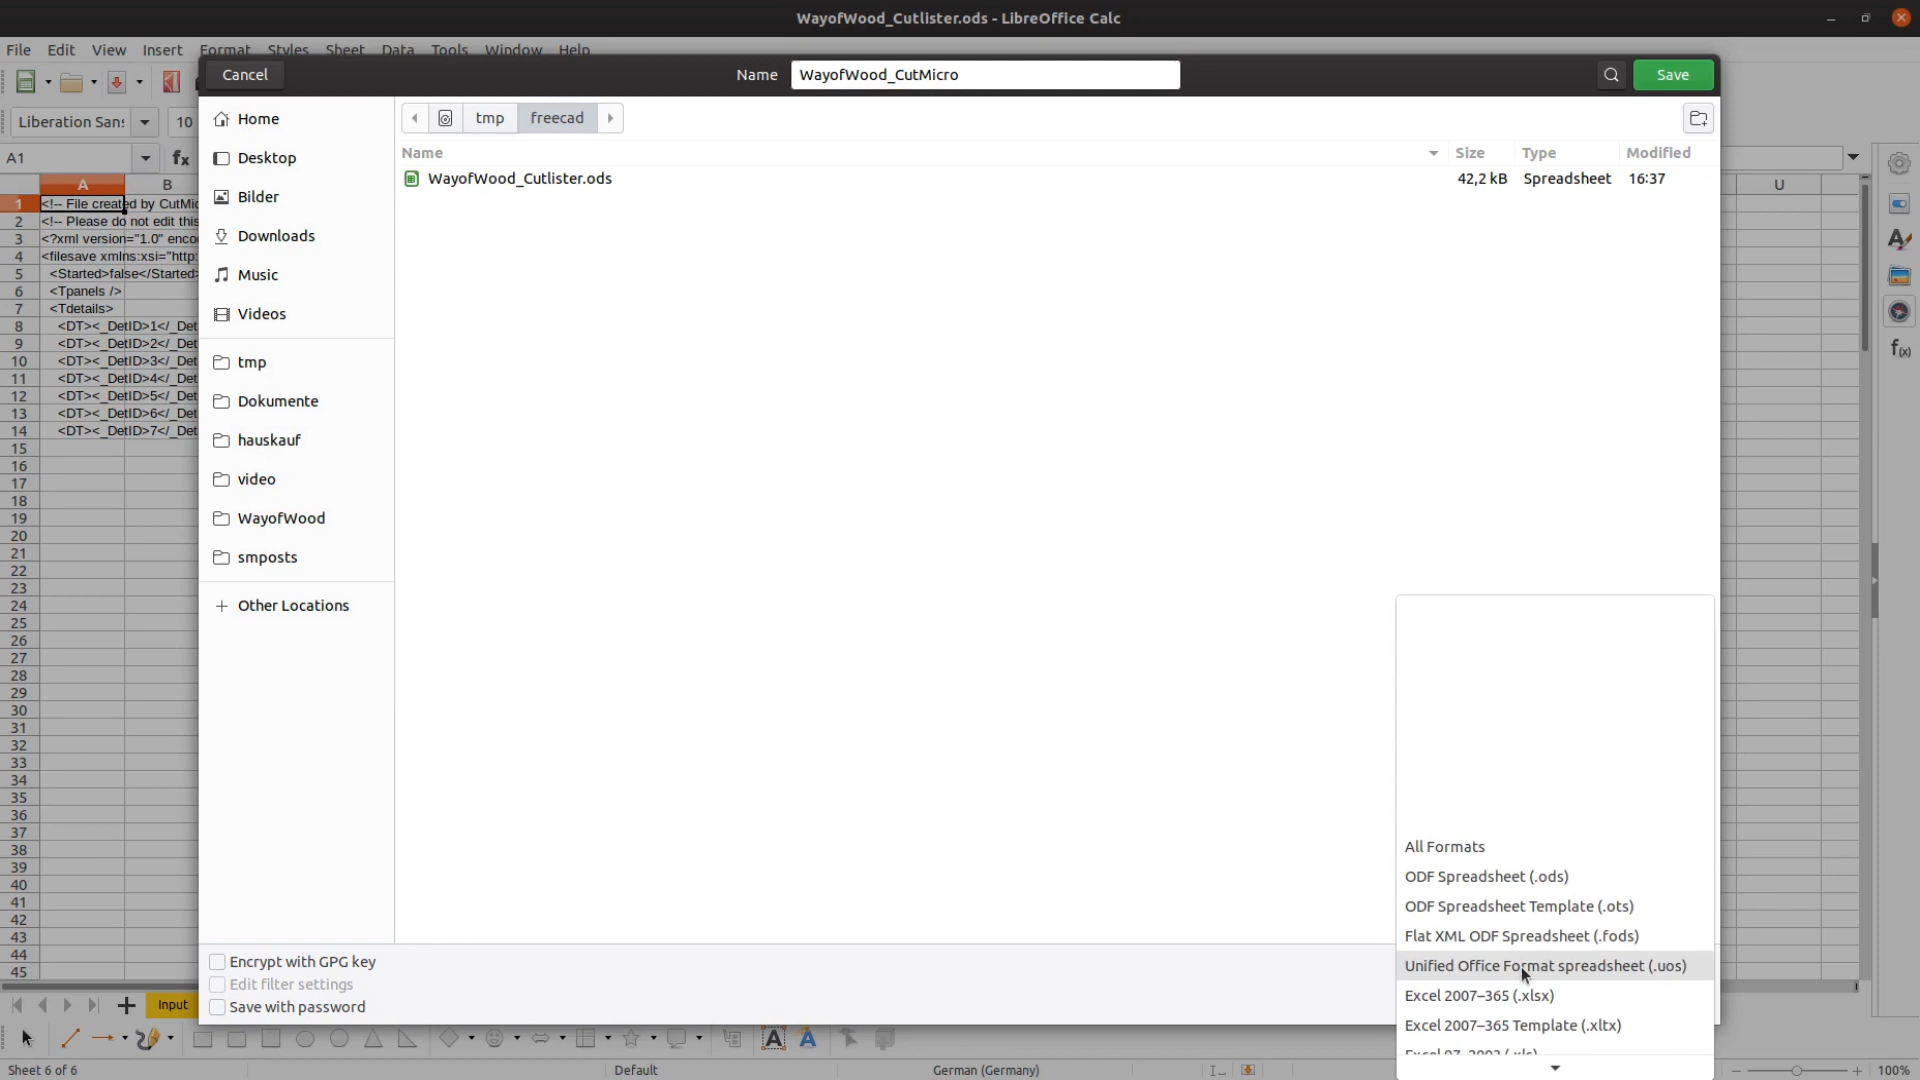 WayofWood_Cutlister.ods - LibreOffice Calc
File Edit View Insert Format Styles Sheet Data Tools Window Help
Cancel Name WayofWood_CutMicro Save
Liberation Sans 10
tmp freecad
A1
Name Size Type Modified
WayofWood_Cutlister.ods 42,2 kB Spreadsheet 16:37
Home
Desktop
Bilder
Downloads
Music
Videos
tmp
Dokumente
hauskauf
video
WayofWood
smposts
Other Locations
A B U
1 <!-- File created by CutMic
2 <!-- Please do not edit this
3 <?xml version="1.0" enco
4 <filesave xmlns:xsi="http:
5 <Started>false</Started>
6 <Tpanels />
7 <Tdetails>
8 <DT><_DetID>1</_Det
9 <DT><_DetID>2</_Det
10 <DT><_DetID>3</_Det
11 <DT><_DetID>4</_Det
12 <DT><_DetID>5</_Det
13 <DT><_DetID>6</_Det
14 <DT><_DetID>7</_Det
15
16
17
18
19
20
21
22
23
24
25
26
27
28
29
30
31
32
33
34
35
36
37
38
39
40
41
42
43
44
45
All Formats
ODF Spreadsheet (.ods)
ODF Spreadsheet Template (.ots)
Flat XML ODF Spreadsheet (.fods)
Unified Office Format spreadsheet (.uos)
Excel 2007–365 (.xlsx)
Excel 2007–365 Template (.xltx)
Excel 97–2003 (.xls)
Encrypt with GPG key
Edit filter settings
Save with password
Input
Sheet 6 of 6 Default German (Germany) 100%